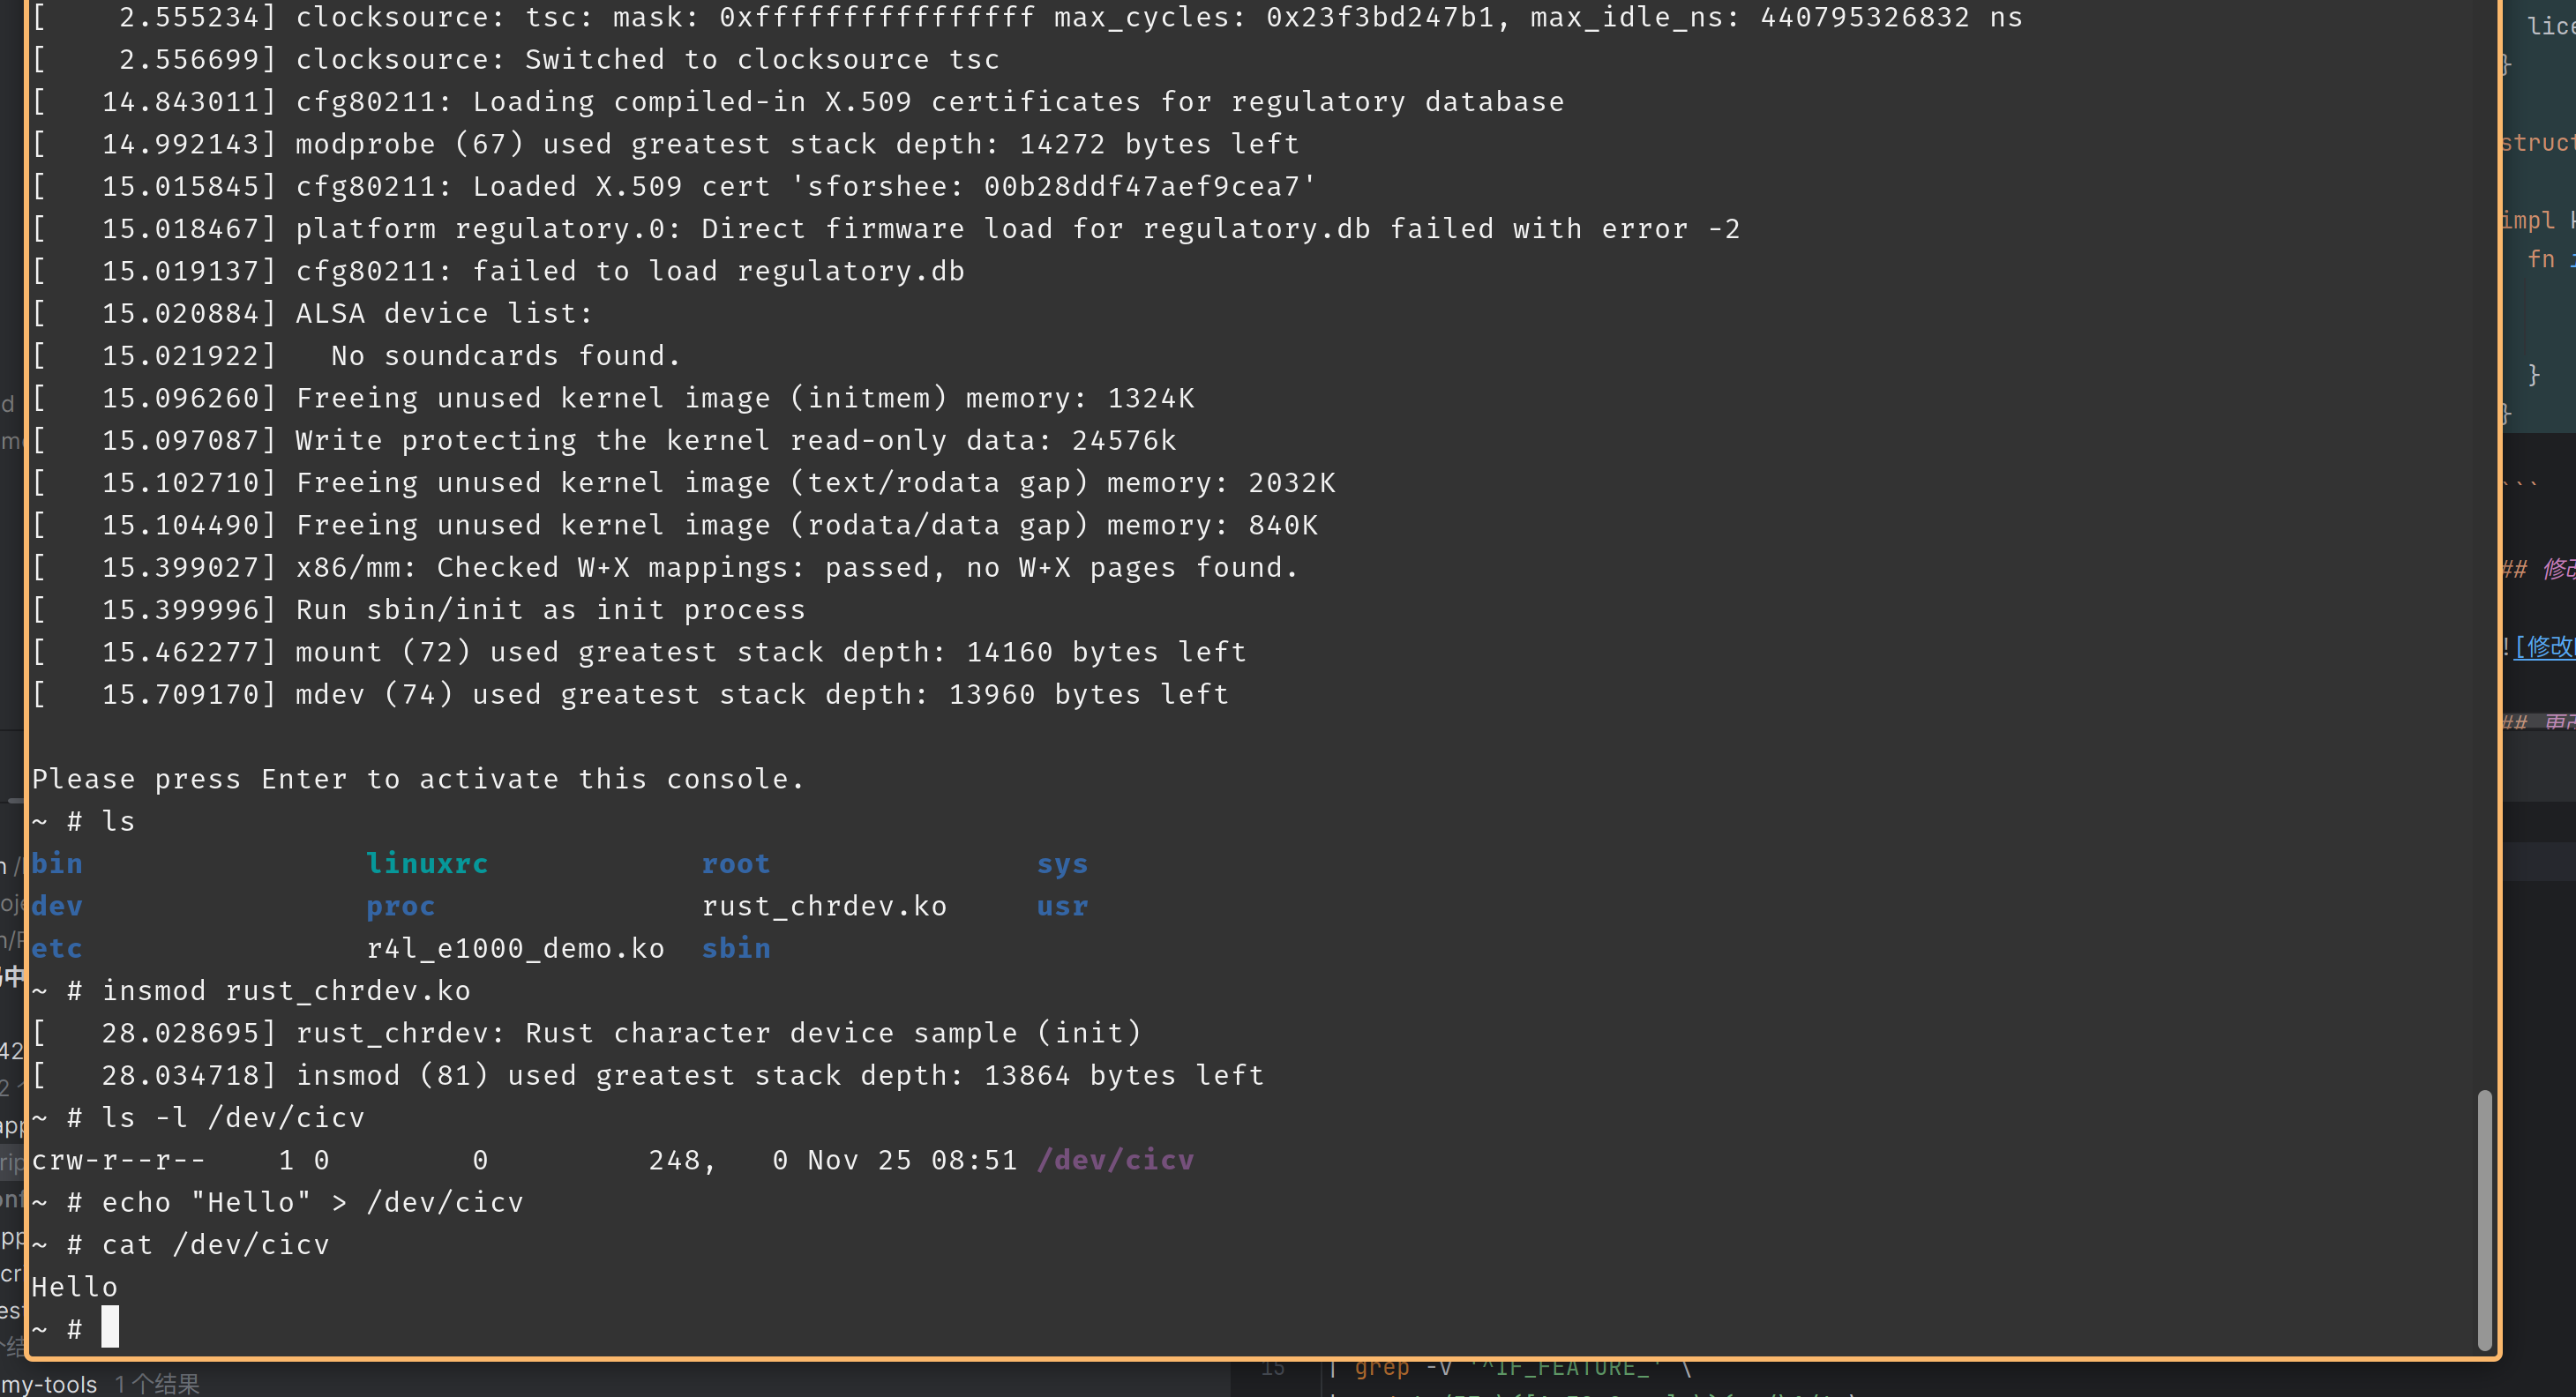 [    2.555234] clocksource: tsc: mask: 0xffffffffffffffff max_cycles: 0x23f3bd247b1, max_idle_ns: 440795326832 ns
[    2.556699] clocksource: Switched to clocksource tsc
[   14.843011] cfg80211: Loading compiled-in X.509 certificates for regulatory database
[   14.992143] modprobe (67) used greatest stack depth: 14272 bytes left
[   15.015845] cfg80211: Loaded X.509 cert 'sforshee: 00b28ddf47aef9cea7'
[   15.018467] platform regulatory.0: Direct firmware load for regulatory.db failed with error -2
[   15.019137] cfg80211: failed to load regulatory.db
[   15.020884] ALSA device list:
[   15.021922]   No soundcards found.
[   15.096260] Freeing unused kernel image (initmem) memory: 1324K
[   15.097087] Write protecting the kernel read-only data: 24576k
[   15.102710] Freeing unused kernel image (text/rodata gap) memory: 2032K
[   15.104490] Freeing unused kernel image (rodata/data gap) memory: 840K
[   15.399027] x86/mm: Checked W+X mappings: passed, no W+X pages found.
[   15.399996] Run sbin/init as init process
[   15.462277] mount (72) used greatest stack depth: 14160 bytes left
[   15.709170] mdev (74) used greatest stack depth: 13960 bytes left
Please press Enter to activate this console.
~ # ls
bin                linuxrc            root               sys
dev                proc               rust_chrdev.ko     usr
etc                r4l_e1000_demo.ko  sbin
~ # insmod rust_chrdev.ko
[   28.028695] rust_chrdev: Rust character device sample (init)
[   28.034718] insmod (81) used greatest stack depth: 13864 bytes left
~ # ls -l /dev/cicv
crw-r--r--    1 0        0         248,   0 Nov 25 08:51 /dev/cicv
~ # echo "Hello" > /dev/cicv
~ # cat /dev/cicv
Hello
~ #
struct
impl
fn
}
}
```
my-tools 1 个结果
15 | grep -v '^IF_FEATURE_' \